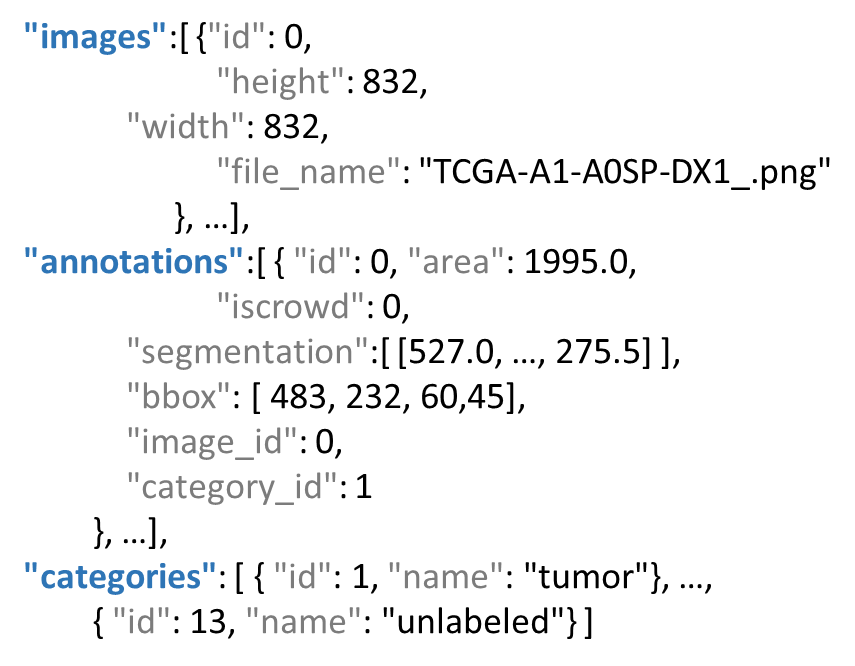 "images":[ {"id": 0,
"height": 832,
"width": 832,
"file_name": "TCGA-A1-A0SP-DX1_.png"
}, ...],
"annotations":[ { "id": 0, "area": 1995.0,
"iscrowd": 0,
"segmentation":[ [527.0, ..., 275.5] ],
"bbox": [ 483, 232, 60,45],
"image_id": 0,
"category_id": 1
}, ...],
"categories": [ { "id": 1, "name": "tumor"}, ...,
{ "id": 13, "name": "unlabeled"} ]